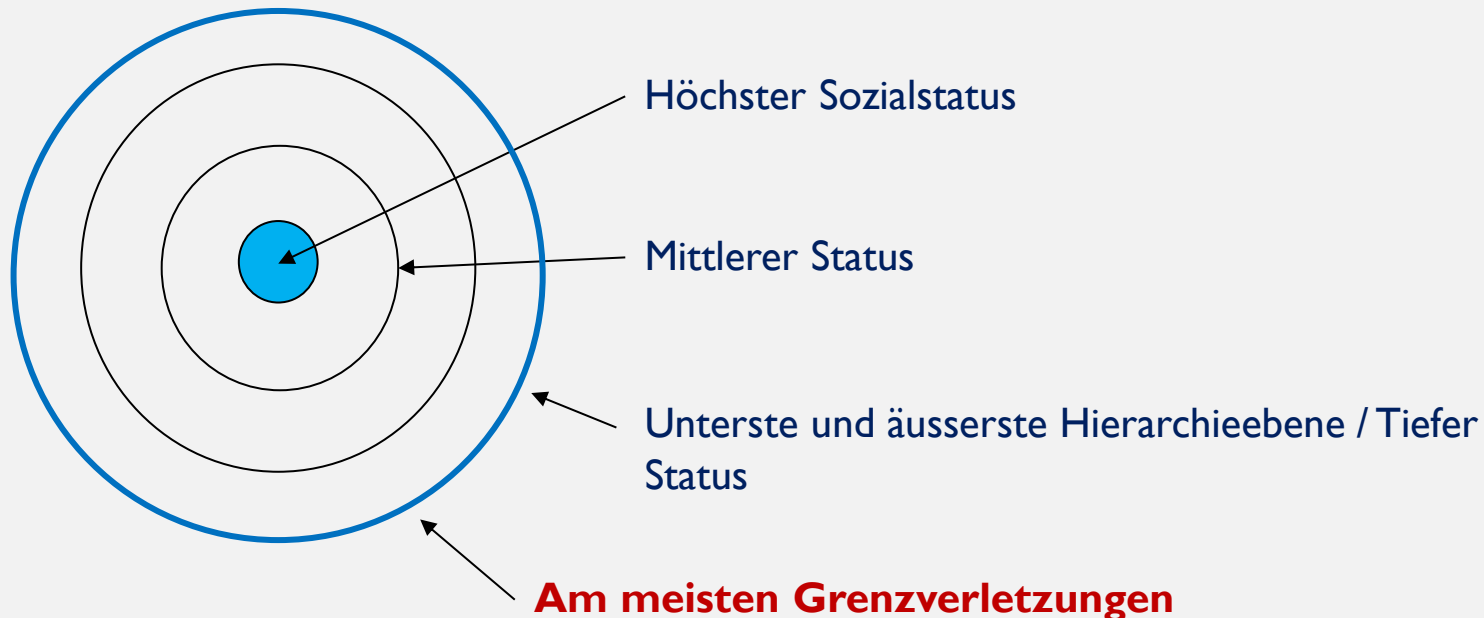 Höchster Sozialstatus
Mittlerer Status
Unterste und äusserste Hierarchieebene / Tiefer
Status
Am meisten Grenzverletzungen